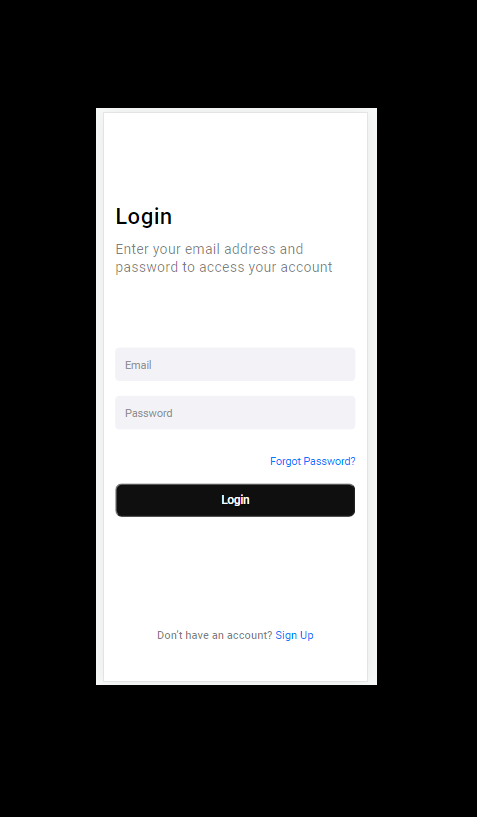 Login
Enter your email address and
password to access your account
Email
Password
Forgot Password?
Login
Don't have an account? Sign Up